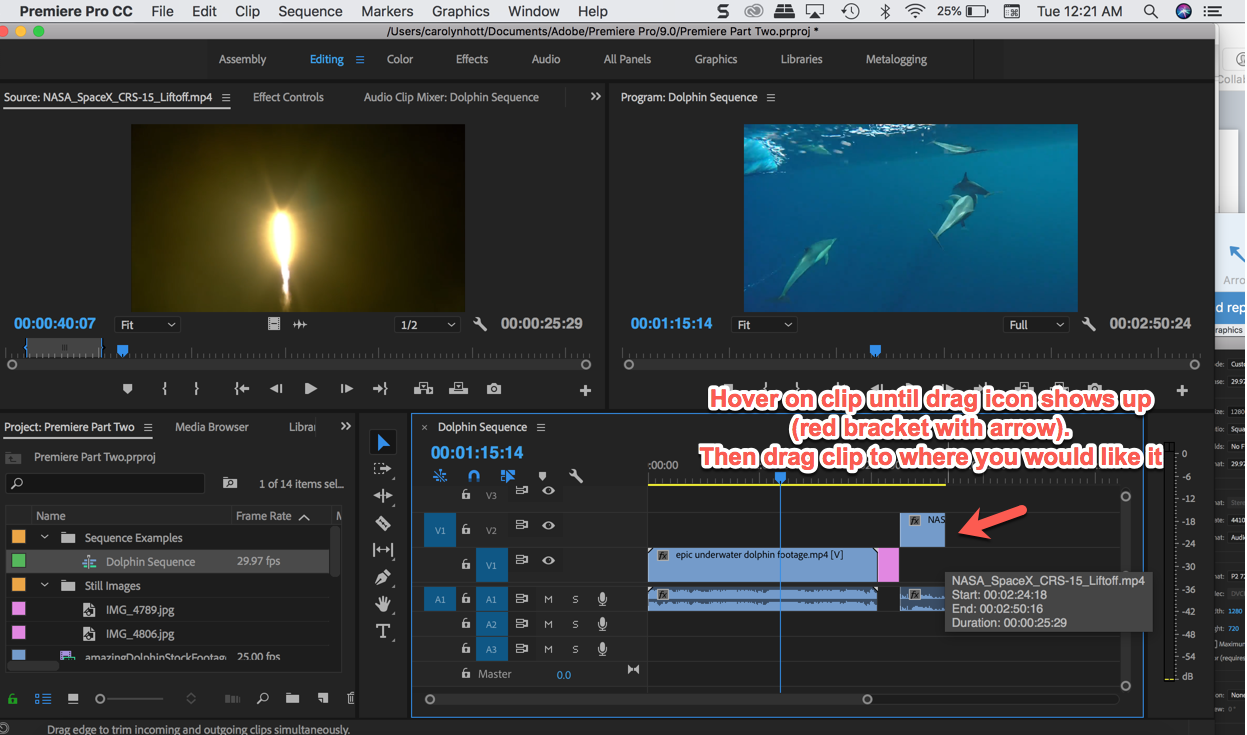 Premiere Pro CC File Edit Clip Sequence Markers Graphics Window Help 25% Tue 12:21 AM
/Users/carolynhott/Documents/Adobe/Premiere Pro/9.0/Premiere Part Two.prproj *
Assembly Editing Color Effects Audio All Panels Graphics Libraries Metalogging
Source: NASA_SpaceX_CRS-15_Liftoff.mp4 Effect Controls Audio Clip Mixer: Dolphin Sequence
Program: Dolphin Sequence
00:00:40:07 Fit 1/2 00:00:25:29
00:01:15:14 Fit Full 00:02:50:24
Hover on clip until drag icon shows up
(red bracket with arrow).
Then drag clip to where you would like it
Project: Premiere Part Two Media Browser Librai
Premiere Part Two.prproj
1 of 14 items sel...
Name Frame Rate
Sequence Examples
Dolphin Sequence 29.97 fps
Still Images
IMG_4789.jpg
IMG_4806.jpg
amazingDolphinStockFootag 25.00 fps
Drag edge to trim incoming and outgoing clips simultaneously.
× Dolphin Sequence
00:01:15:14
:00:00
V3
V1 V2 fx NAS
V1 fx epic underwater dolphin footage.mp4 [V]
A1 A1 M S fx fx
A2 M S
A3 M S
Master 0.0
NASA_SpaceX_CRS-15_Liftoff.mp4
Start: 00:02:24:18
End: 00:02:50:16
Duration: 00:00:25:29
0
-6
-12
-18
-24
-30
-36
-42
-48
-54
dB
Collab
Arro
d rep
raphics